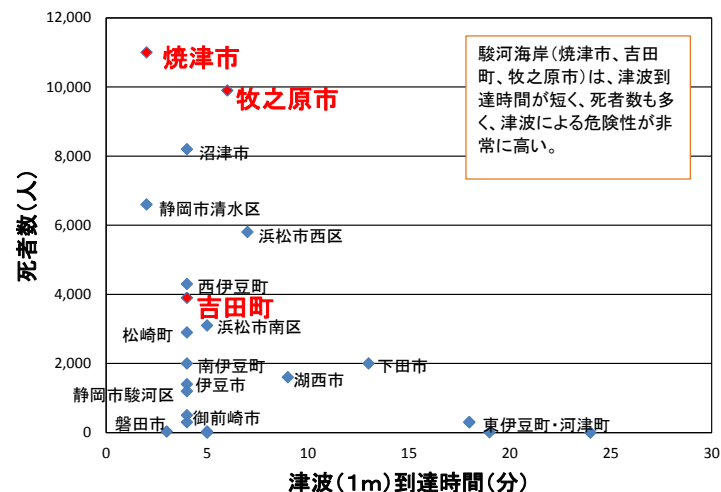 12,000
10,000
8,000
6,000
4,000
2,000
0
死者数(人)
焼津市
牧之原市
駿河海岸(焼津市、吉田
町、牧之原市)は、津波到
達時間が短く、死者数も多
く、津波による危険性が非
常に高い。
沼津市
静岡市清水区
浜松市西区
西伊豆町
吉田町
浜松市南区
松崎町
南伊豆町
下田市
伊豆市
湖西市
静岡市駿河区
御前崎市
磐田市
東伊豆町・河津町
0
5
10
15
20
25
30
津波(1m)到達時間(分)